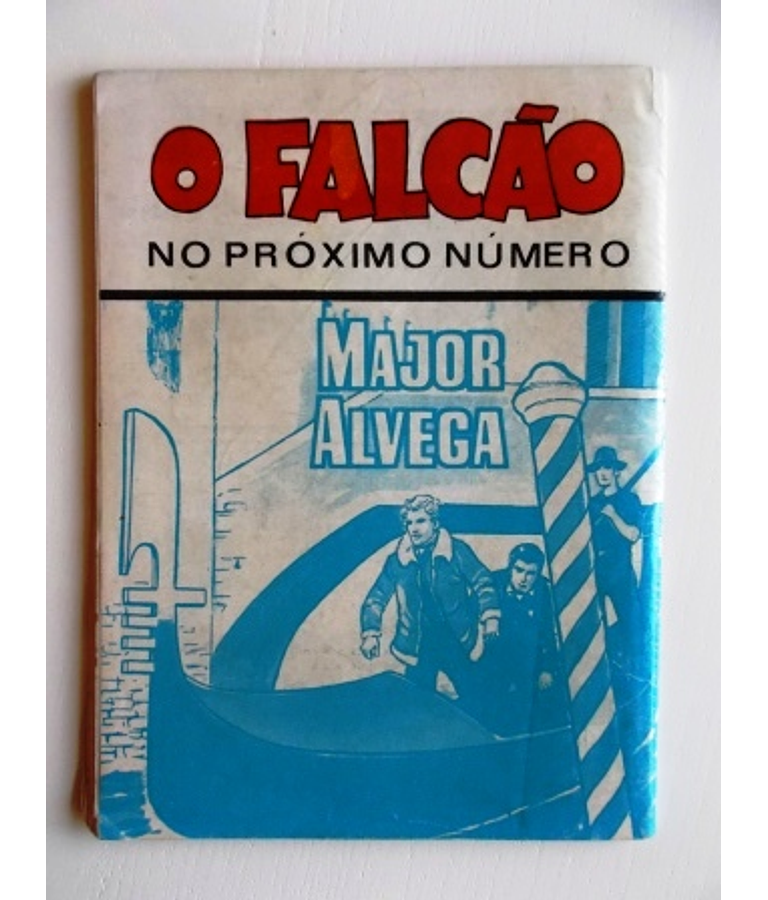 O FALCÃO
NO PRÓXIMO NÚMERO
MAJOR
ALVEGA